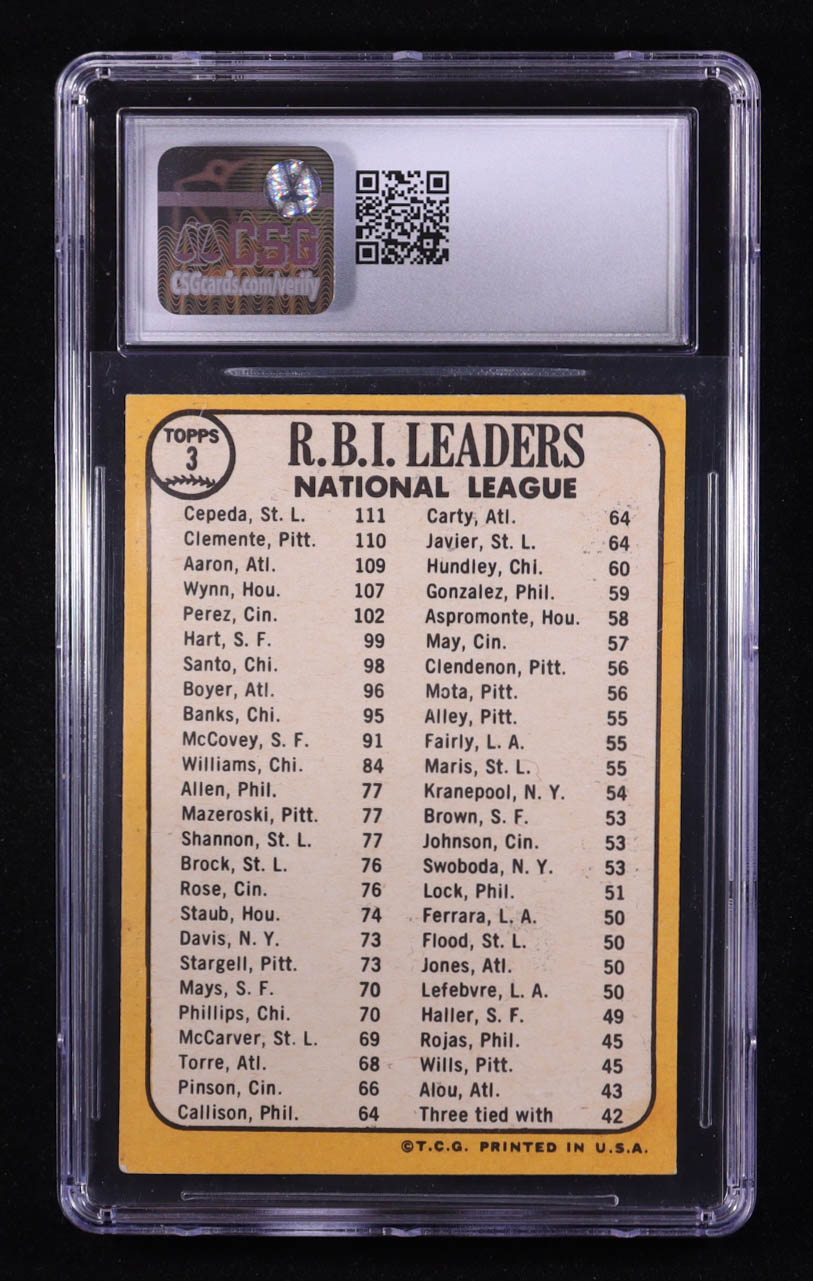 CSG
CSGcards.com/verify
TOPPS
3
R.B.I. LEADERS
NATIONAL LEAGUE
Cepeda, St. L. 111
Clemente, Pitt. 110
Aaron, Atl. 109
Wynn, Hou. 107
Perez, Cin. 102
Hart, S. F. 99
Santo, Chi. 98
Boyer, Atl. 96
Banks, Chi. 95
McCovey, S. F. 91
Williams, Chi. 84
Allen, Phil. 77
Mazeroski, Pitt. 77
Shannon, St. L. 77
Brock, St. L. 76
Rose, Cin. 76
Staub, Hou. 74
Davis, N. Y. 73
Stargell, Pitt. 73
Mays, S. F. 70
Phillips, Chi. 70
McCarver, St. L. 69
Torre, Atl. 68
Pinson, Cin. 66
Callison, Phil. 64
Carty, Atl. 64
Javier, St. L. 64
Hundley, Chi. 60
Gonzalez, Phil. 59
Aspromonte, Hou. 58
May, Cin. 57
Clendenon, Pitt. 56
Mota, Pitt. 56
Alley, Pitt. 55
Fairly, L. A. 55
Maris, St. L. 55
Kranepool, N. Y. 54
Brown, S. F. 53
Johnson, Cin. 53
Swoboda, N. Y. 53
Lock, Phil. 51
Ferrara, L. A. 50
Flood, St. L. 50
Jones, Atl. 50
Lefebvre, L. A. 50
Haller, S. F. 49
Rojas, Phil. 45
Wills, Pitt. 45
Alou, Atl. 43
Three tied with 42
©T.C.G. PRINTED IN U.S.A.